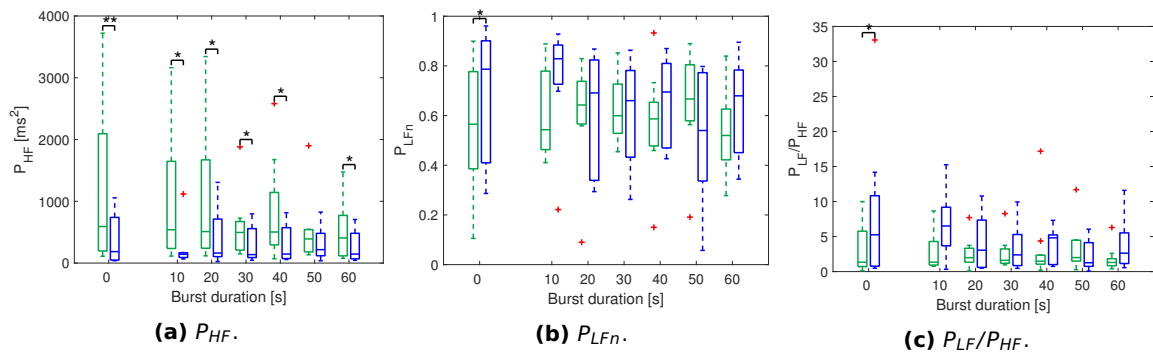 P_HF [ms²]
4000
3000
2000
1000
0
**
*
*
*
*
*
0 10 20 30 40 50 60
Burst duration [s]
(a) P_HF.
P_LFn
1
0.8
0.6
0.4
0.2
0
*
0 10 20 30 40 50 60
Burst duration [s]
(b) P_LFn.
P_LF/P_HF
35
30
25
20
15
10
5
0
*
0 10 20 30 40 50 60
Burst duration [s]
(c) P_LF/P_HF.